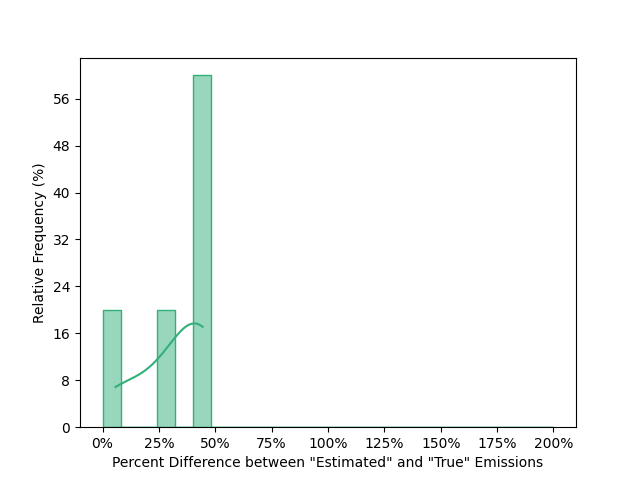 56
48
40
32
24
16
8
0
Relative Frequency (%)
0% 25% 50% 75% 100% 125% 150% 175% 200%
Percent Difference between "Estimated" and "True" Emissions